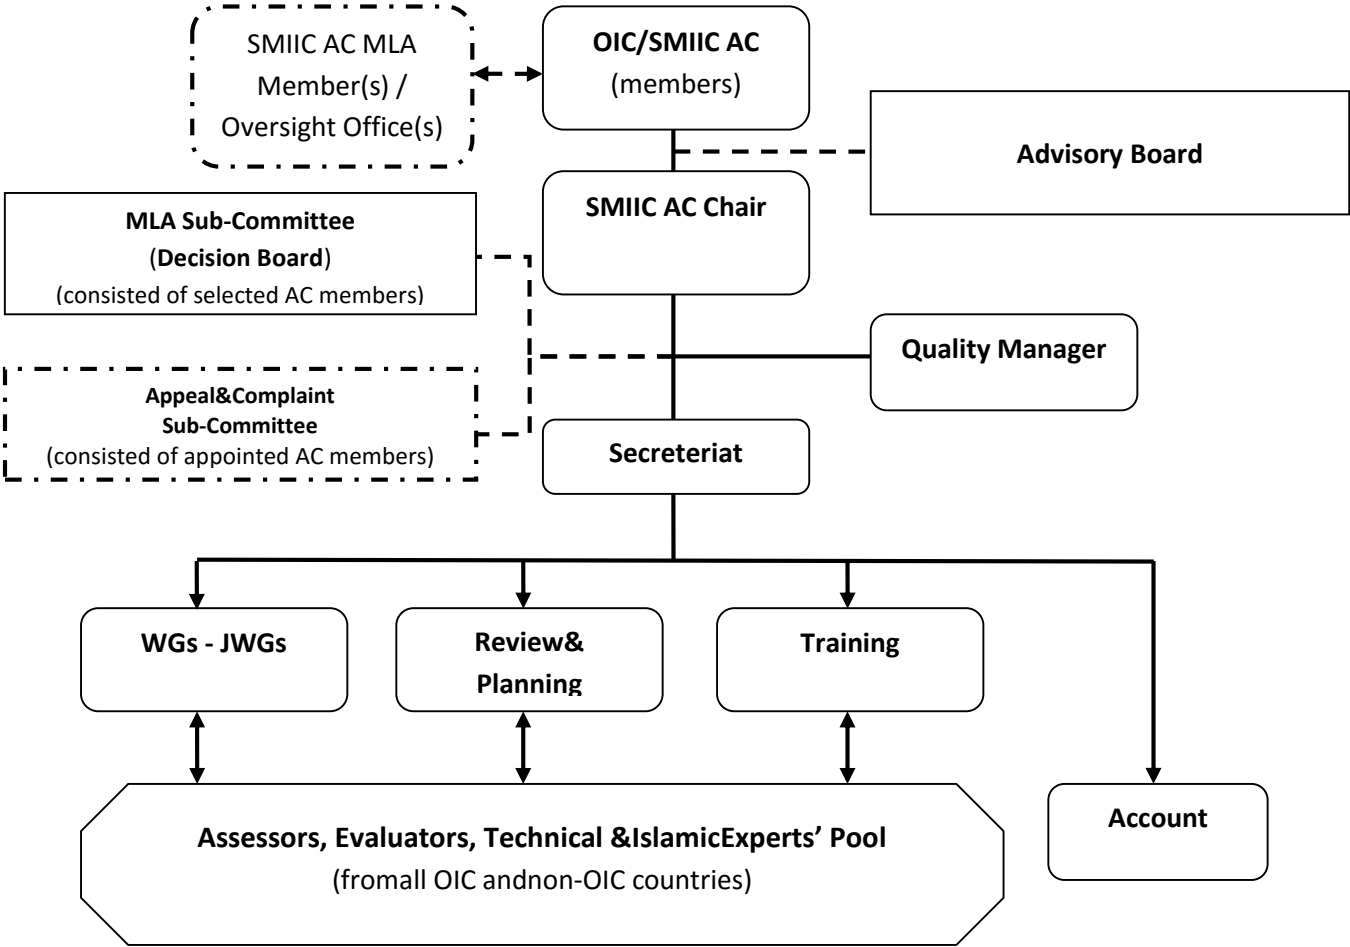 SMIIC AC MLA
Member(s) /
Oversight Office(s)
OIC/SMIIC AC
(members)
Advisory Board
SMIIC AC Chair
MLA Sub-Committee
(Decision Board)
(consisted of selected AC members)
Quality Manager
Appeal&Complaint
Sub-Committee
(consisted of appointed AC members)
Secreteriat
WGs - JWGs
Review&
Planning
Training
Assessors, Evaluators, Technical &IslamicExperts’ Pool
(fromall OIC andnon-OIC countries)
Account